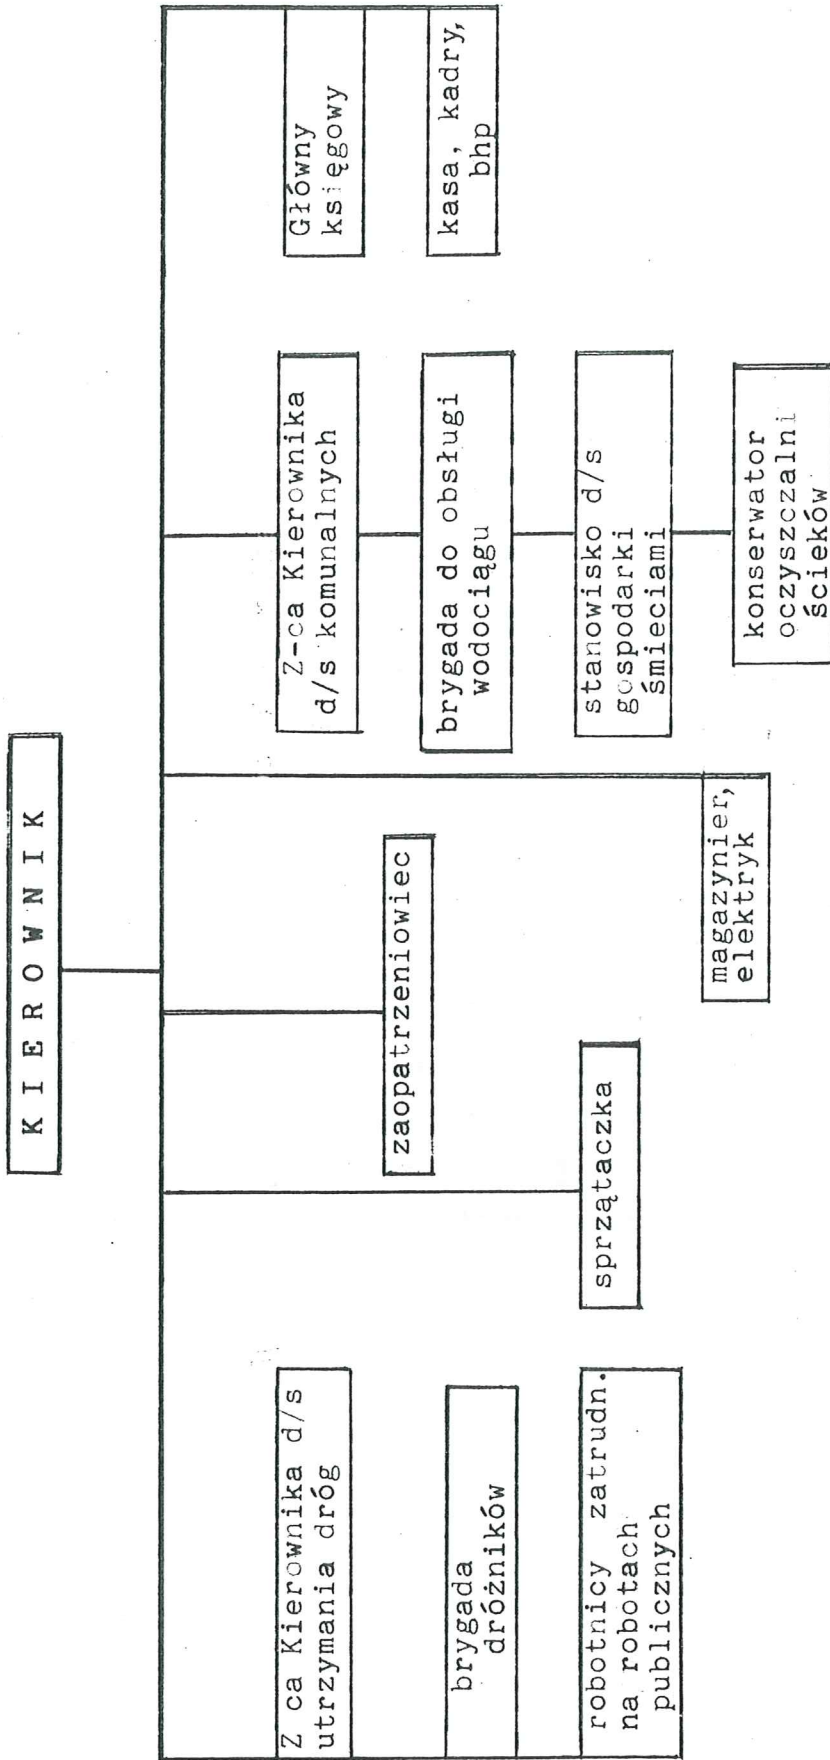 K I E R O W N I K
Z ca Kierownika d/s
utrzymania dróg
brygada
dróżników
robotnicy zatrudn.
na robotach
publicznych
sprzątaczka
zaopatrzeniowiec
magazynier,
elektryk
Z-ca Kierownika
d/s komunalnych
brygada do obsługi
wodociągu
stanowisko d/s
gospodarki
śmieciami
konserwator
oczyszczalni
ścieków
Główny
księgowy
kasa, kadry,
bhp